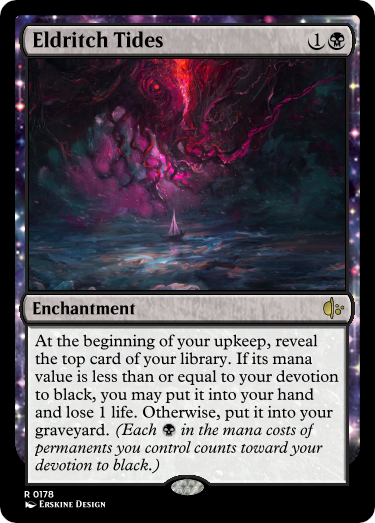 Eldritch Tides 1
Enchantment
At the beginning of your upkeep, reveal
the top card of your library. If its mana
value is less than or equal to your devotion
to black, you may put it into your hand
and lose 1 life. Otherwise, put it into your
graveyard. (Each in the mana costs of
permanents you control counts toward your
devotion to black.)
R 0178
Erskine Design